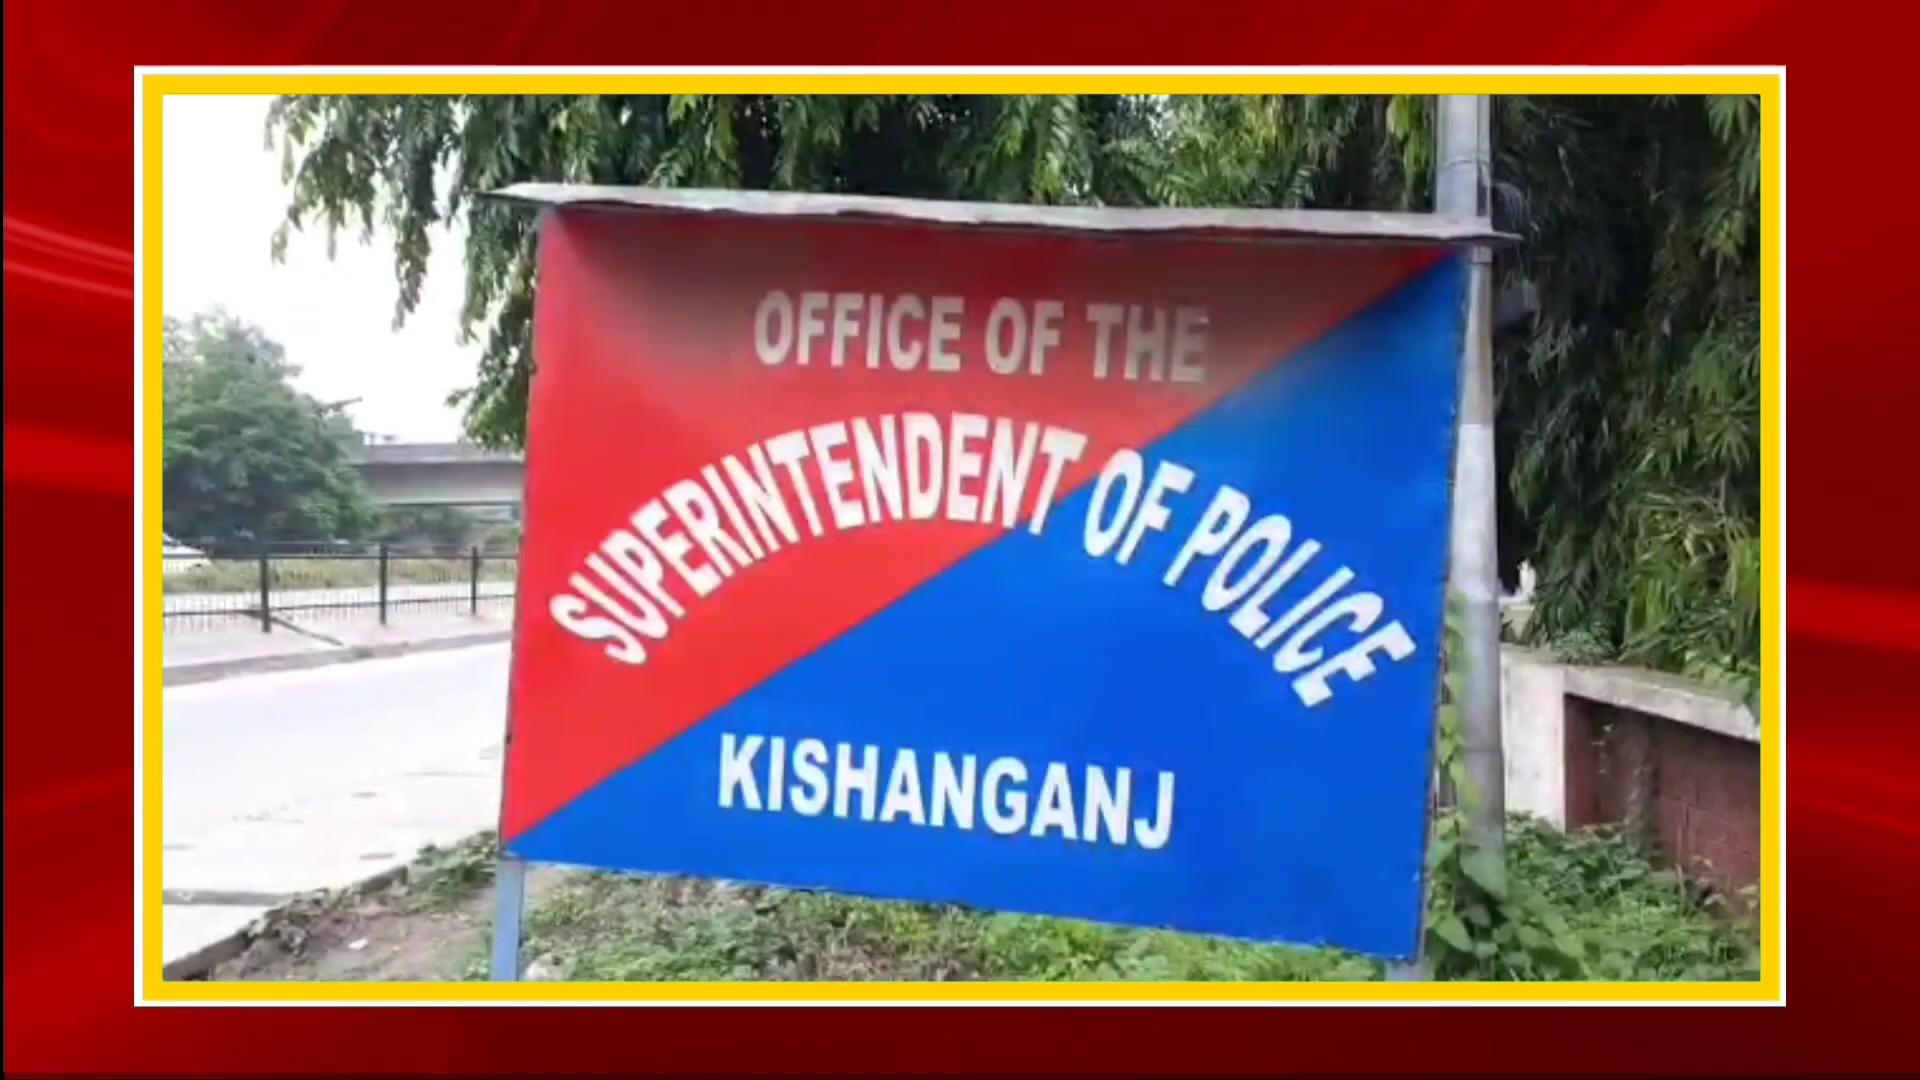 OFFICE OF THE
SUPERINTENDENT OF POLICE
KISHANGANJ